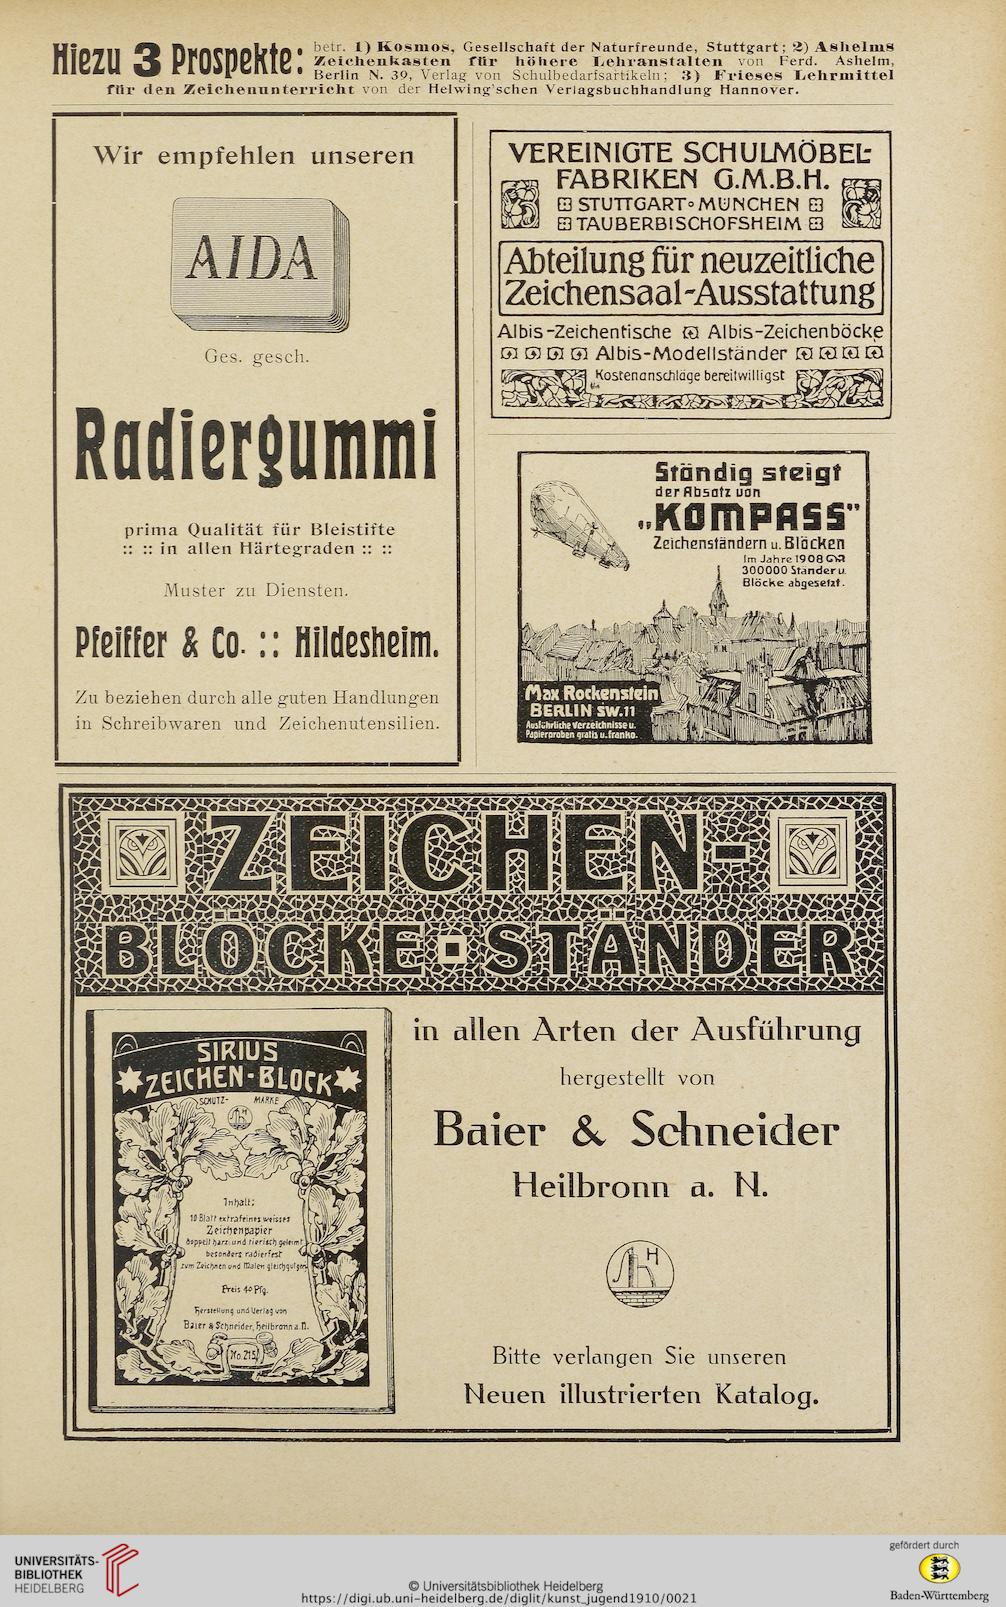 Hiezu 3 Prospekte: betr. 1) Kosmos, Gesellschaft der Naturfreunde, Stuttgart; 2) Ashelms
Zeichenkasten für höhere Lehranstalten von Ferd. Ashelm,
Berlin N. 39, Verlag von Schulbedarfsartikeln; 3) Frieses Lehrmittel
für den Zeichenunterricht von der Helwing'schen Verlagsbuchhandlung Hannover.
Wir empfehlen unseren
AIDA
Ges. gesch.
Radiergummi
prima Qualität für Bleistifte
:: :: in allen Härtegraden :: ::
Muster zu Diensten.
Pfeiffer & Co. :: Hildesheim.
Zu beziehen durch alle guten Handlungen
in Schreibwaren und Zeichenutensilien.
VEREINIGTE SCHULMÖBEL-
FABRIKEN G.M.B.H.
STUTTGART∘MÜNCHEN
TAUBERBISCHOFSHEIM
Abteilung für neuzeitliche
Zeichensaal-Ausstattung
Albis-Zeichentische Albis-Zeichenböcke
Albis-Modellständer
Kostenanschläge bereitwilligst
Ständig steigt
der Absatz von
„KOMPASS"
Zeichenständern u. Blöcken
Im Jahre 1908
300000 Ständer u.
Blöcke abgesetzt.
Max Rockenstein
BERLIN SW.11
Ausführliche Verzeichnisse u.
Papierproben gratis u. franko.
ZEICHEN-
BLÖCKE STÄNDER
SIRIUS
ZEICHEN-BLOCK
SCHUTZ- MARKE
Inhalt:
10 Blatt extrafeines weisses
Zeichenpapier
doppelt harz- und tierisch geleimt
besonders radierfest
zum Zeichnen und Malen gleichgut geeignet
Preis 40 Pfg.
Herstellung und Verlag von
Baier & Schneider, Heilbronn a. N.
No. 215
in allen Arten der Ausführung
hergestellt von
Baier & Schneider
Heilbronn a. N.
H
Bitte verlangen Sie unseren
Neuen illustrierten Katalog.
UNIVERSITÄTS-
BIBLIOTHEK
HEIDELBERG
© Universitätsbibliothek Heidelberg
https://digi.ub.uni-heidelberg.de/diglit/kunst_jugend1910/0021
gefördert durch
Baden-Württemberg